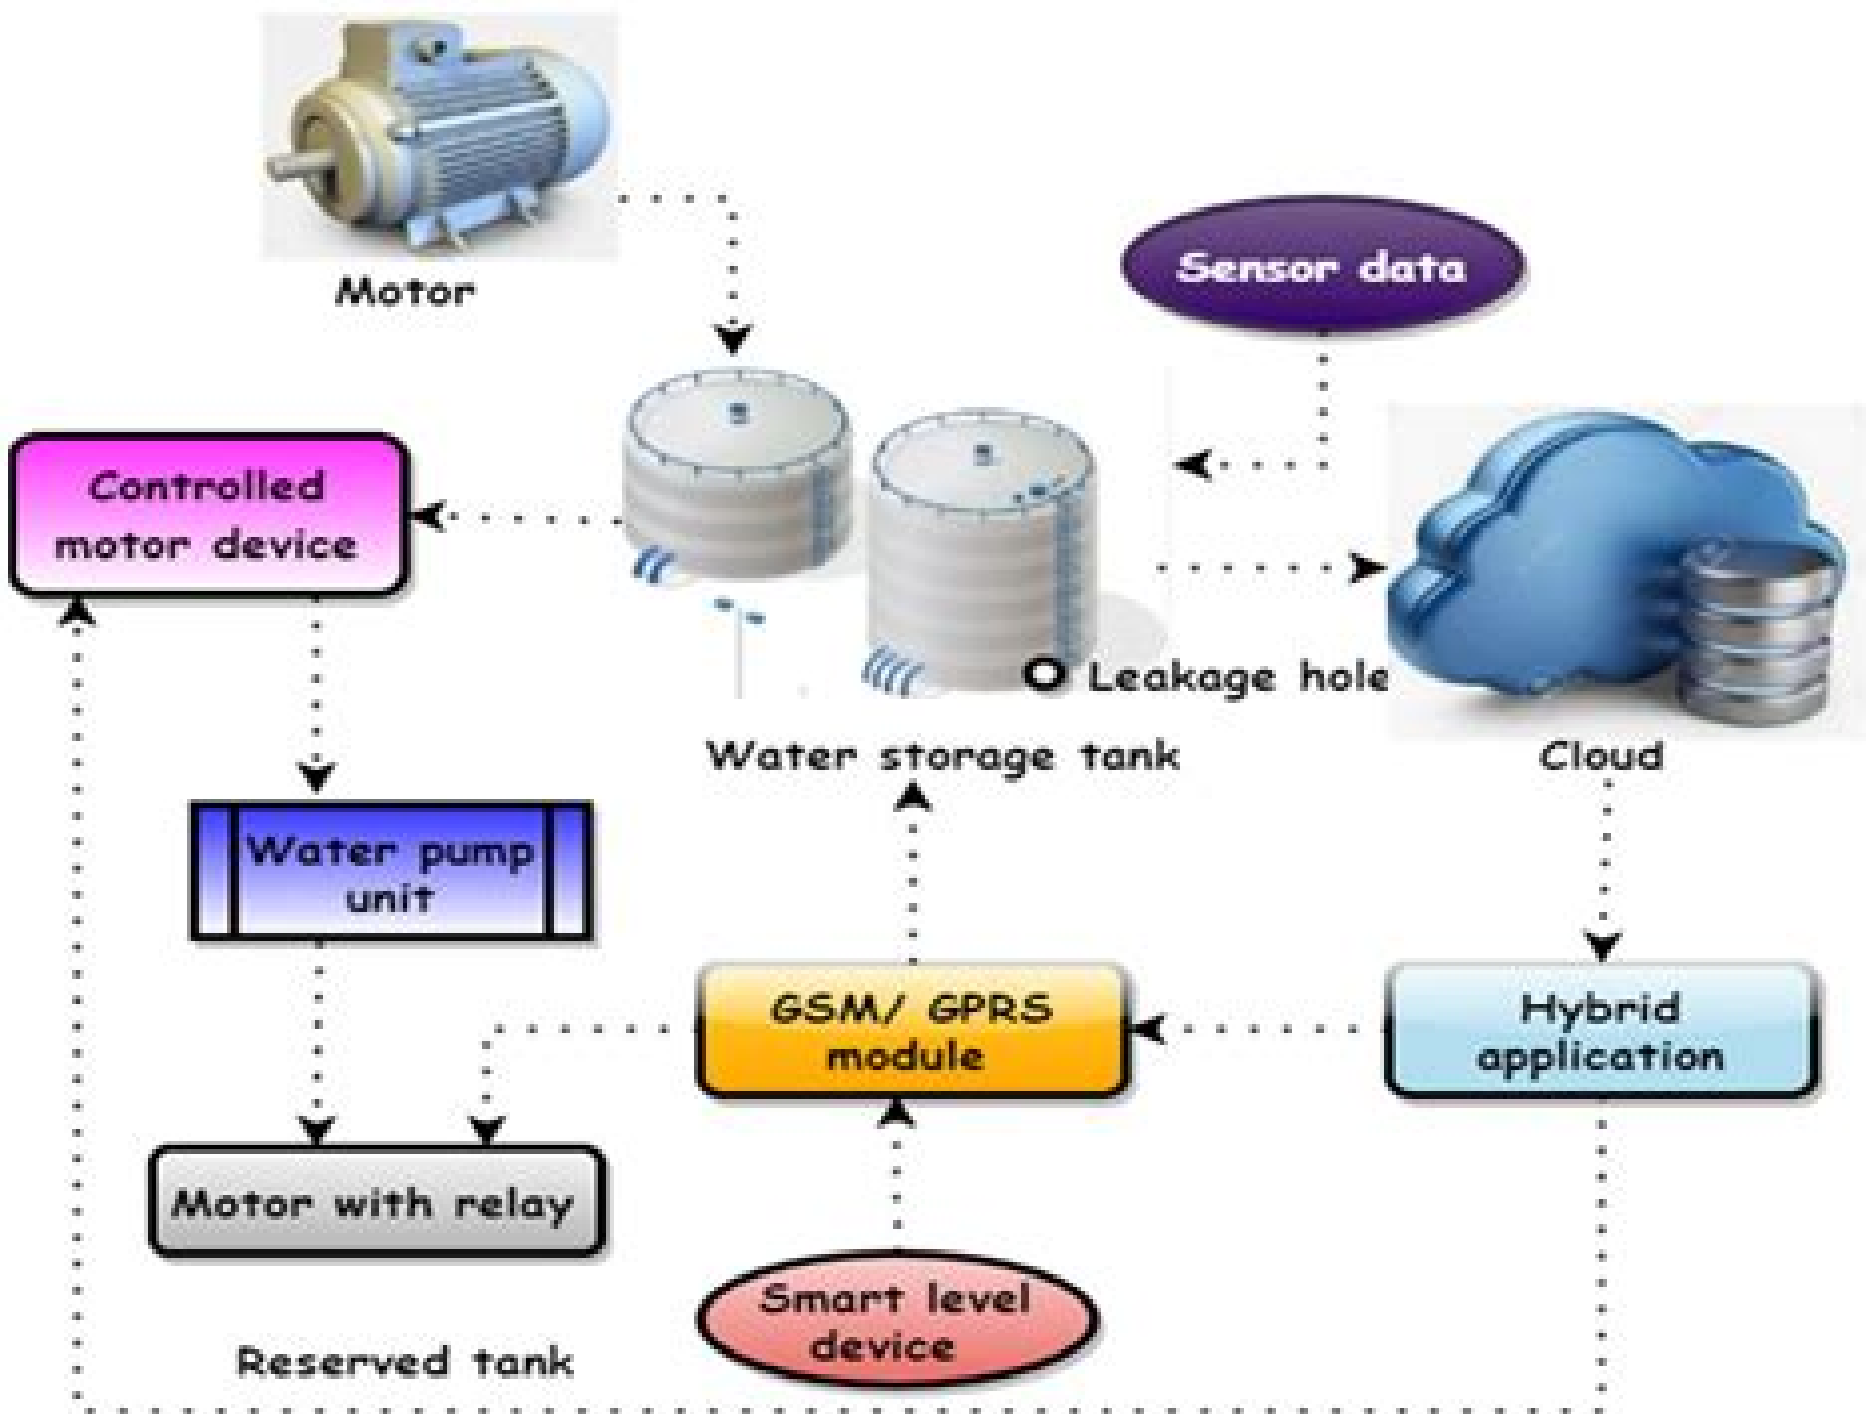 Motor
Sensor data
Controlled
motor device
Leakage hole
Water storage tank
Cloud
Water pump
unit
GSM/ GPRS
module
Hybrid
application
Motor with relay
Smart level
device
Reserved tank